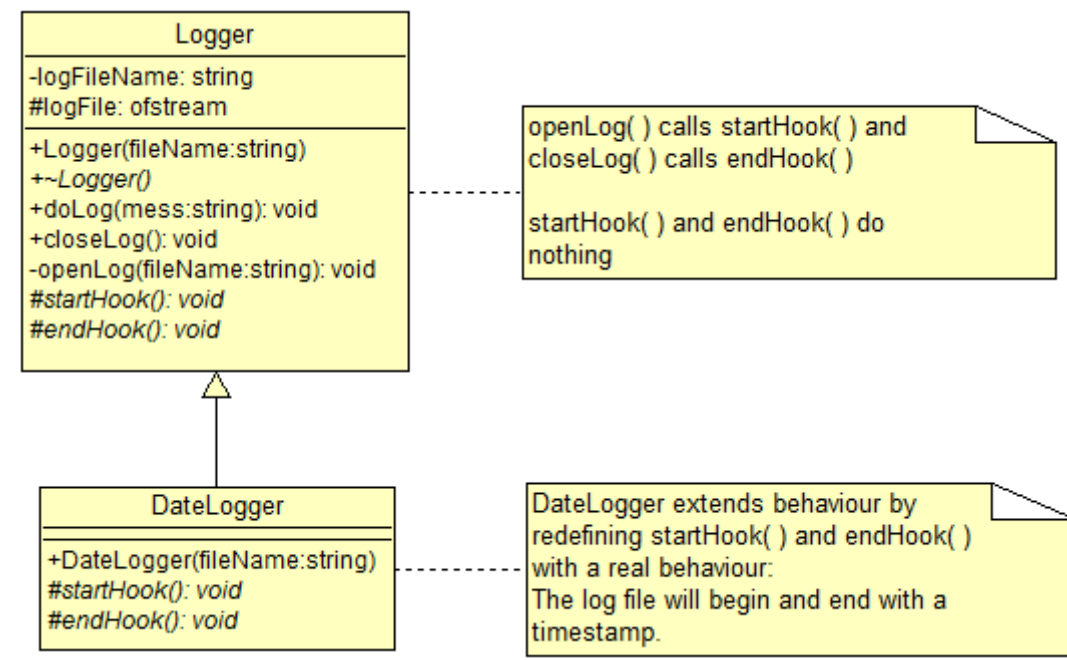 Logger
-logFileName: string
#logFile: ofstream
+Logger(fileName:string)
+~Logger()
+doLog(mess:string): void
+closeLog(): void
-openLog(fileName:string): void
#startHook(): void
#endHook(): void
openLog( ) calls startHook( ) and
closeLog( ) calls endHook( )
startHook( ) and endHook( ) do
nothing
DateLogger
+DateLogger(fileName:string)
#startHook(): void
#endHook(): void
DateLogger extends behaviour by
redefining startHook( ) and endHook( )
with a real behaviour:
The log file will begin and end with a
timestamp.